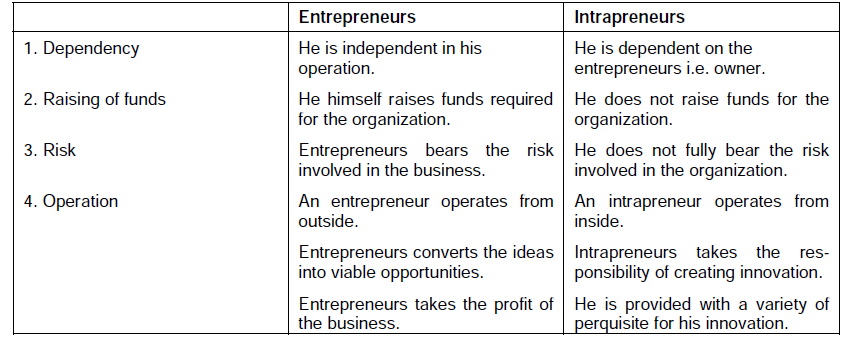 Entrepreneurs Intrapreneurs
1. Dependency He is independent in his He is dependent on the
operation. entrepreneurs i.e. owner.
2. Raising of funds He himself raises funds required He does not raise funds for the
for the organization. organization.
3. Risk Entrepreneurs bears the risk He does not fully bear the risk
involved in the business. involved in the organization.
4. Operation An entrepreneur operates from An intrapreneur operates from
outside. inside.
Entrepreneurs converts the ideas Intrapreneurs takes the res-
into viable opportunities. ponsibility of creating innovation.
Entrepreneurs takes the profit of He is provided with a variety of
the business. perquisite for his innovation.